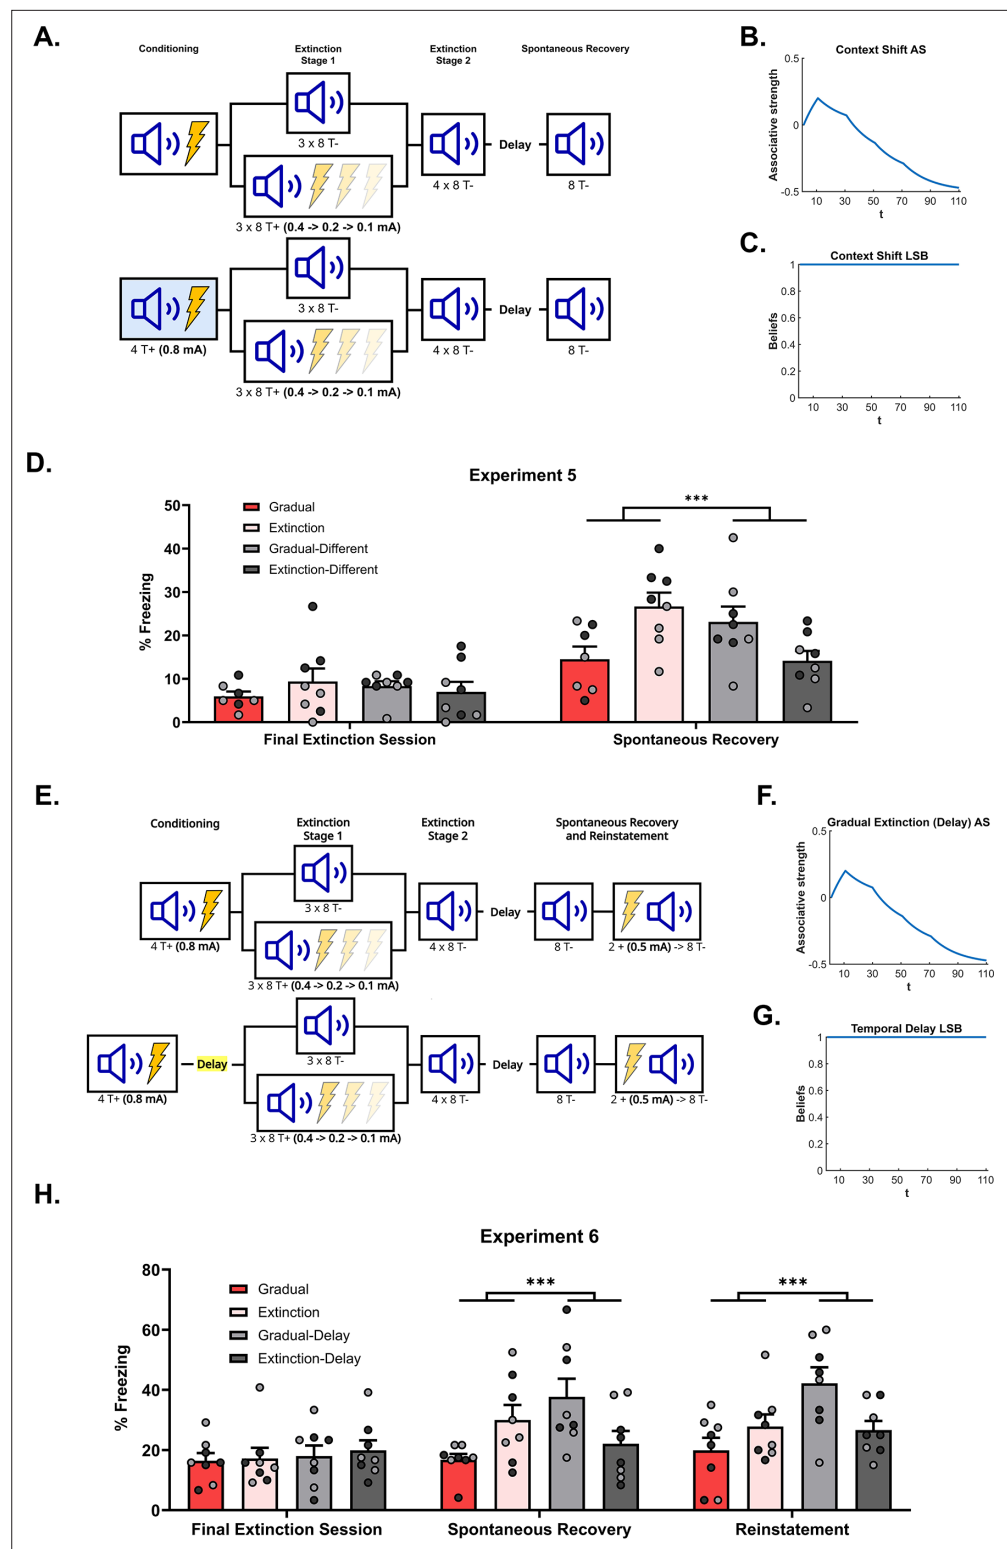 A.
Conditioning
Extinction
Stage 1
Extinction
Stage 2
Spontaneous Recovery
3 x 8 T-
3 x 8 T+ (0.4 -> 0.2 -> 0.1 mA)
4 x 8 T-
Delay
8 T-
4 T+ (0.8 mA)
3 x 8 T-
3 x 8 T+ (0.4 -> 0.2 -> 0.1 mA)
4 x 8 T-
Delay
8 T-
B.
Context Shift AS
Associative strength
0.5
0
-0.5
10 30 50 70 90 110
t
C.
Context Shift LSB
Beliefs
1
0.8
0.6
0.4
0.2
0
10 30 50 70 90 110
t
D.
Experiment 5
% Freezing
50
40
30
20
10
0
Gradual
Extinction
Gradual-Different
Extinction-Different
***
Final Extinction Session
Spontaneous Recovery
E.
Conditioning
Extinction
Stage 1
Extinction
Stage 2
Spontaneous Recovery
and Reinstatement
4 T+ (0.8 mA)
3 x 8 T-
3 x 8 T+ (0.4 -> 0.2 -> 0.1 mA)
4 x 8 T-
Delay
8 T-
2 + (0.5 mA) -> 8 T-
4 T+ (0.8 mA)
Delay
3 x 8 T-
3 x 8 T+ (0.4 -> 0.2 -> 0.1 mA)
4 x 8 T-
Delay
8 T-
2 + (0.5 mA) -> 8 T-
F.
Gradual Extinction (Delay) AS
Associative strength
0.5
0
-0.5
10 30 50 70 90 110
t
G.
Temporal Delay LSB
Beliefs
1
0.8
0.6
0.4
0.2
0
10 30 50 70 90 110
t
H.
Experiment 6
% Freezing
80
60
40
20
0
Gradual
Extinction
Gradual-Delay
Extinction-Delay
***
***
Final Extinction Session
Spontaneous Recovery
Reinstatement